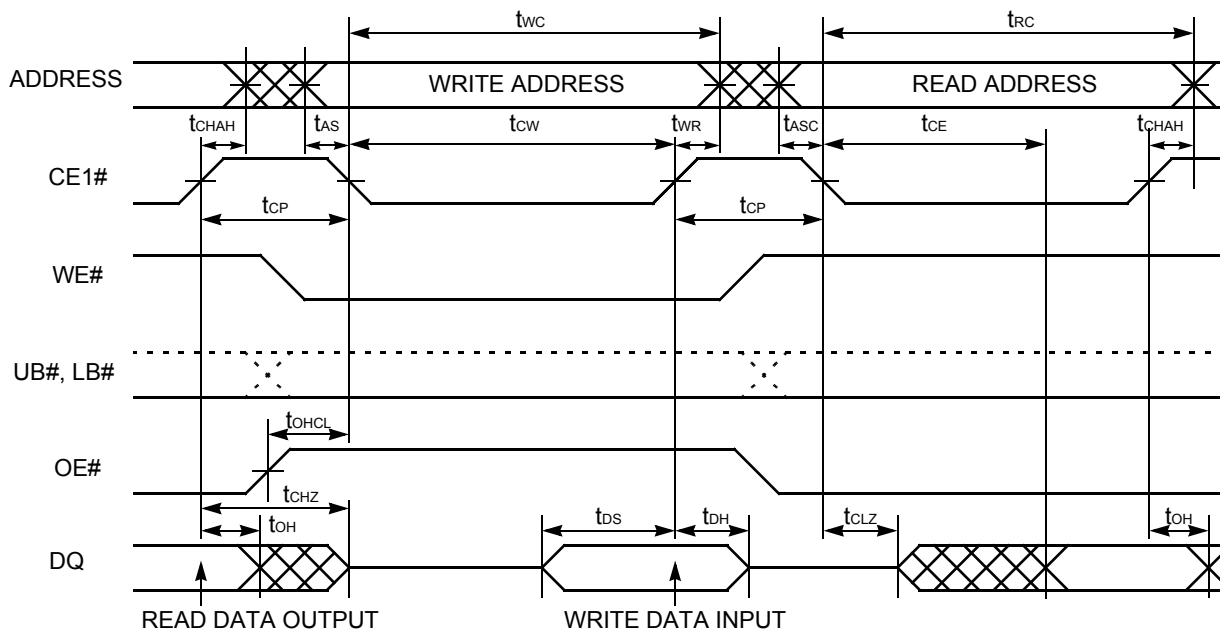 tWC tRC
ADDRESS WRITE ADDRESS READ ADDRESS
tCHAH tAS tCW tWR tASC tCE tCHAH
CE1#
tCP tCP
WE#
UB#, LB#
tOHCL
OE#
tCHZ
tOH tDS tDH tCLZ tOH
DQ
READ DATA OUTPUT WRITE DATA INPUT